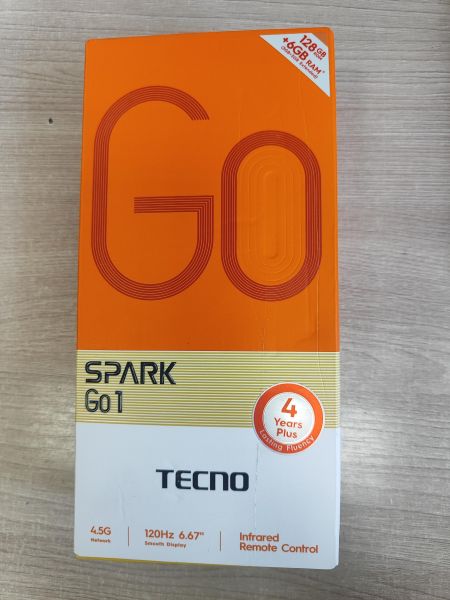 128GB
+6GB RAM*
Go
SPARK
Go 1
4
Years
Plus
Lasting Fluency
TECNO
4.5G
Network
120Hz 6.67"
Smooth Display
Infrared
Remote Control